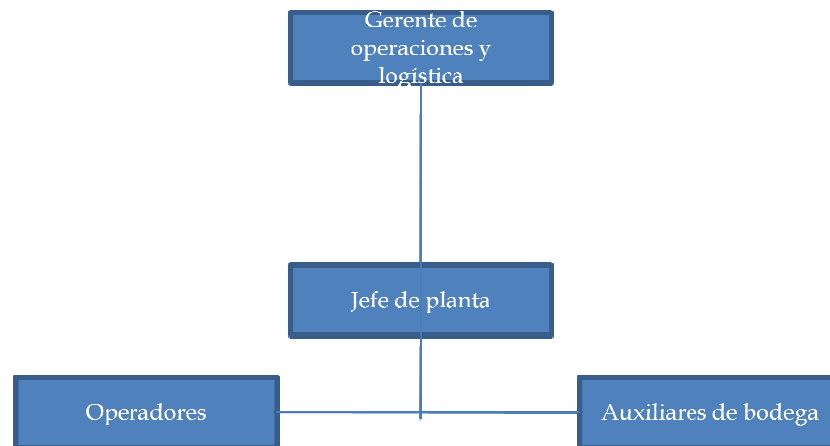 Gerente de
operaciones y
logística
Jefe de planta
Operadores
Auxiliares de bodega